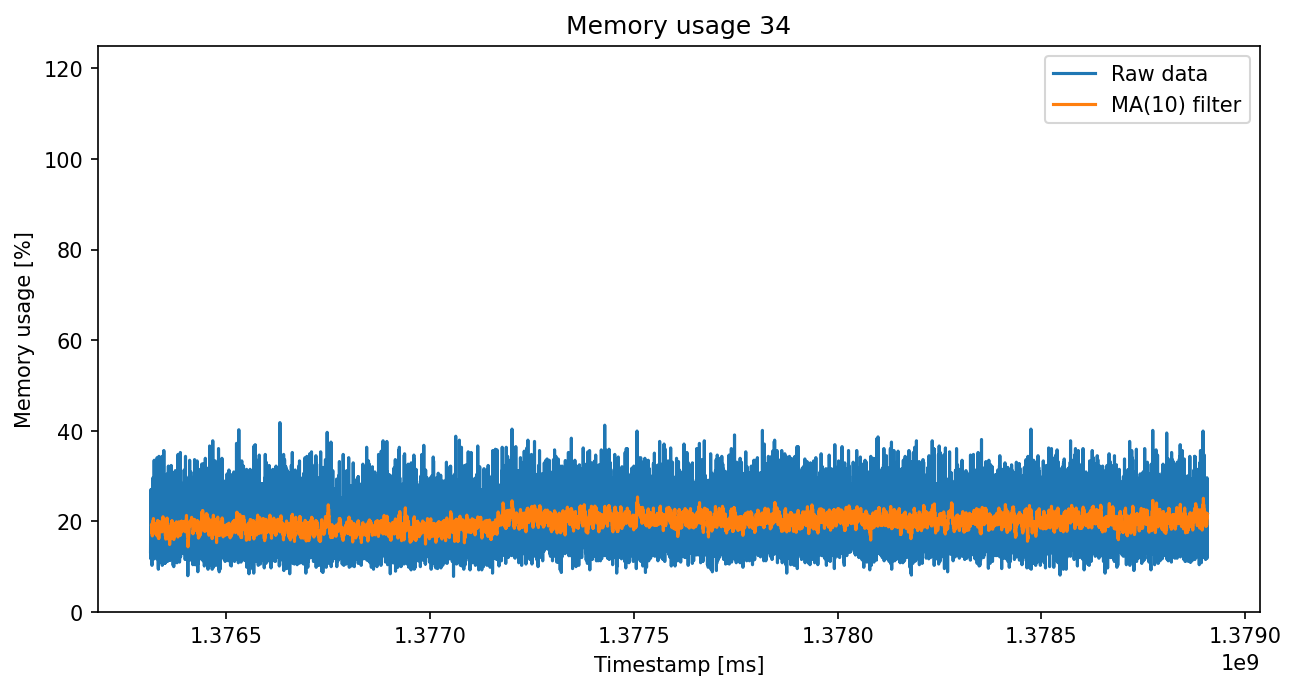 Memory usage 34
Raw data
MA(10) filter
Memory usage [%]
120
100
80
60
40
20
0
1.3765 1.3770 1.3775 1.3780 1.3785 1.3790
1e9
Timestamp [ms]